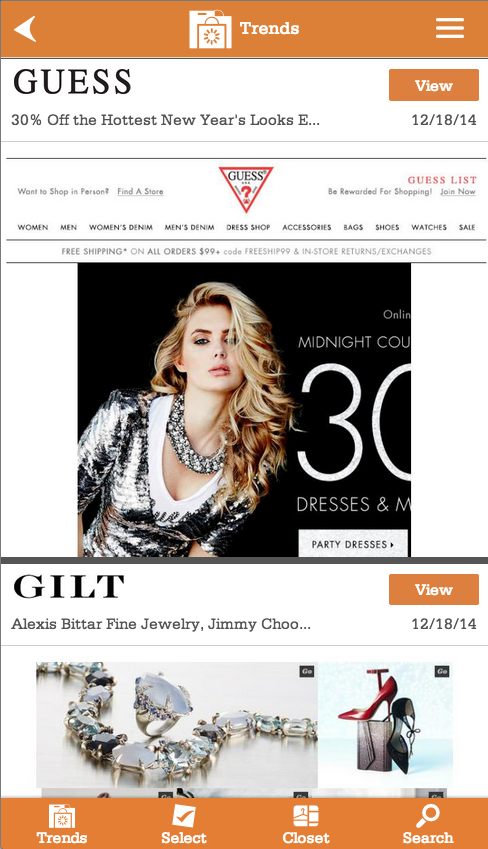 Trends
GUESS
View
30% Off the Hottest New Year's Looks E...
12/18/14
GUESS
?
GUESS LIST
Want to Shop in Person? Find A Store
Be Rewarded For Shopping! Join Now
WOMEN MEN WOMEN'S DENIM MEN'S DENIM DRESS SHOP ACCESSORIES BAGS SHOES WATCHES SALE
FREE SHIPPING* ON ALL ORDERS $99+ code FREESHIP99 & IN-STORE RETURNS/EXCHANGES
Onlin
MIDNIGHT COU
30
DRESSES & M
PARTY DRESSES
GILT
View
Alexis Bittar Fine Jewelry, Jimmy Choo...
12/18/14
Go Go
Go Go Go
Trends Select Closet Search